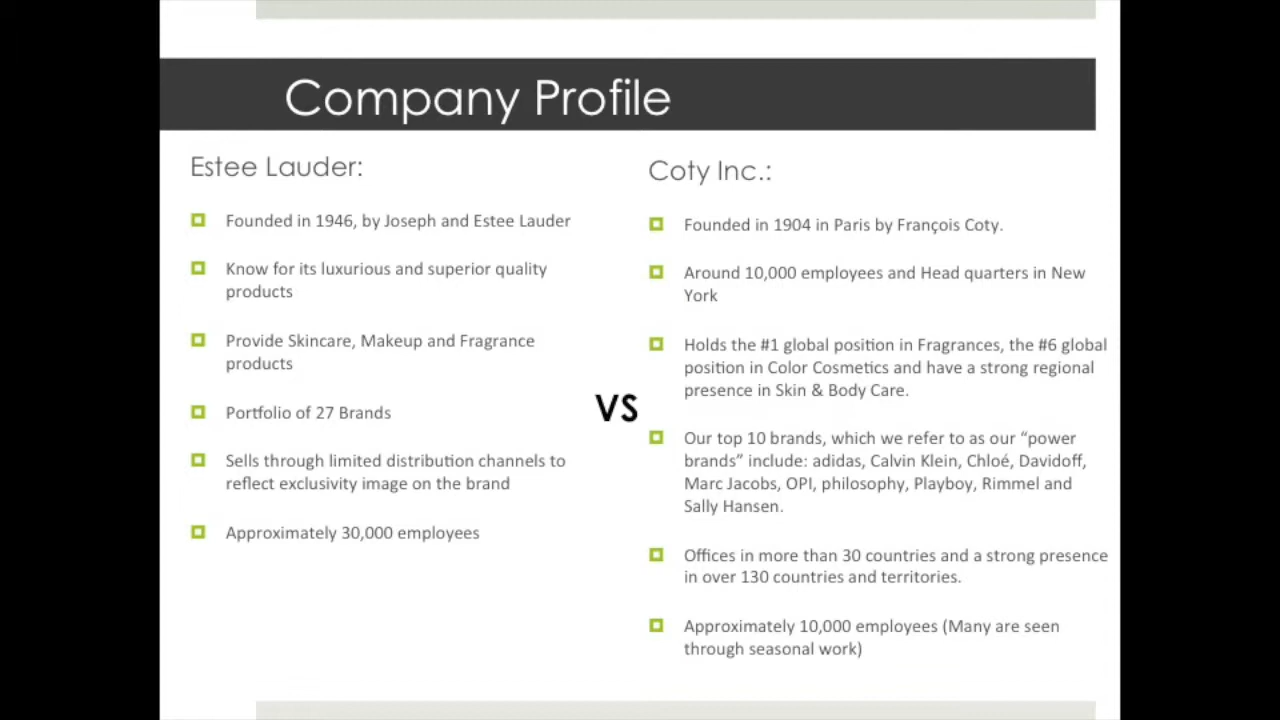 Company Profile
Estee Lauder:
Founded in 1946, by Joseph and Estee Lauder
Know for its luxurious and superior quality
products
Provide Skincare, Makeup and Fragrance
products
Portfolio of 27 Brands
Sells through limited distribution channels to
reflect exclusivity image on the brand
Approximately 30,000 employees
VS
Coty Inc.:
Founded in 1904 in Paris by François Coty.
Around 10,000 employees and Head quarters in New
York
Holds the #1 global position in Fragrances, the #6 global
position in Color Cosmetics and have a strong regional
presence in Skin & Body Care.
Our top 10 brands, which we refer to as our “power
brands” include: adidas, Calvin Klein, Chloé, Davidoff,
Marc Jacobs, OPI, philosophy, Playboy, Rimmel and
Sally Hansen.
Offices in more than 30 countries and a strong presence
in over 130 countries and territories.
Approximately 10,000 employees (Many are seen
through seasonal work)